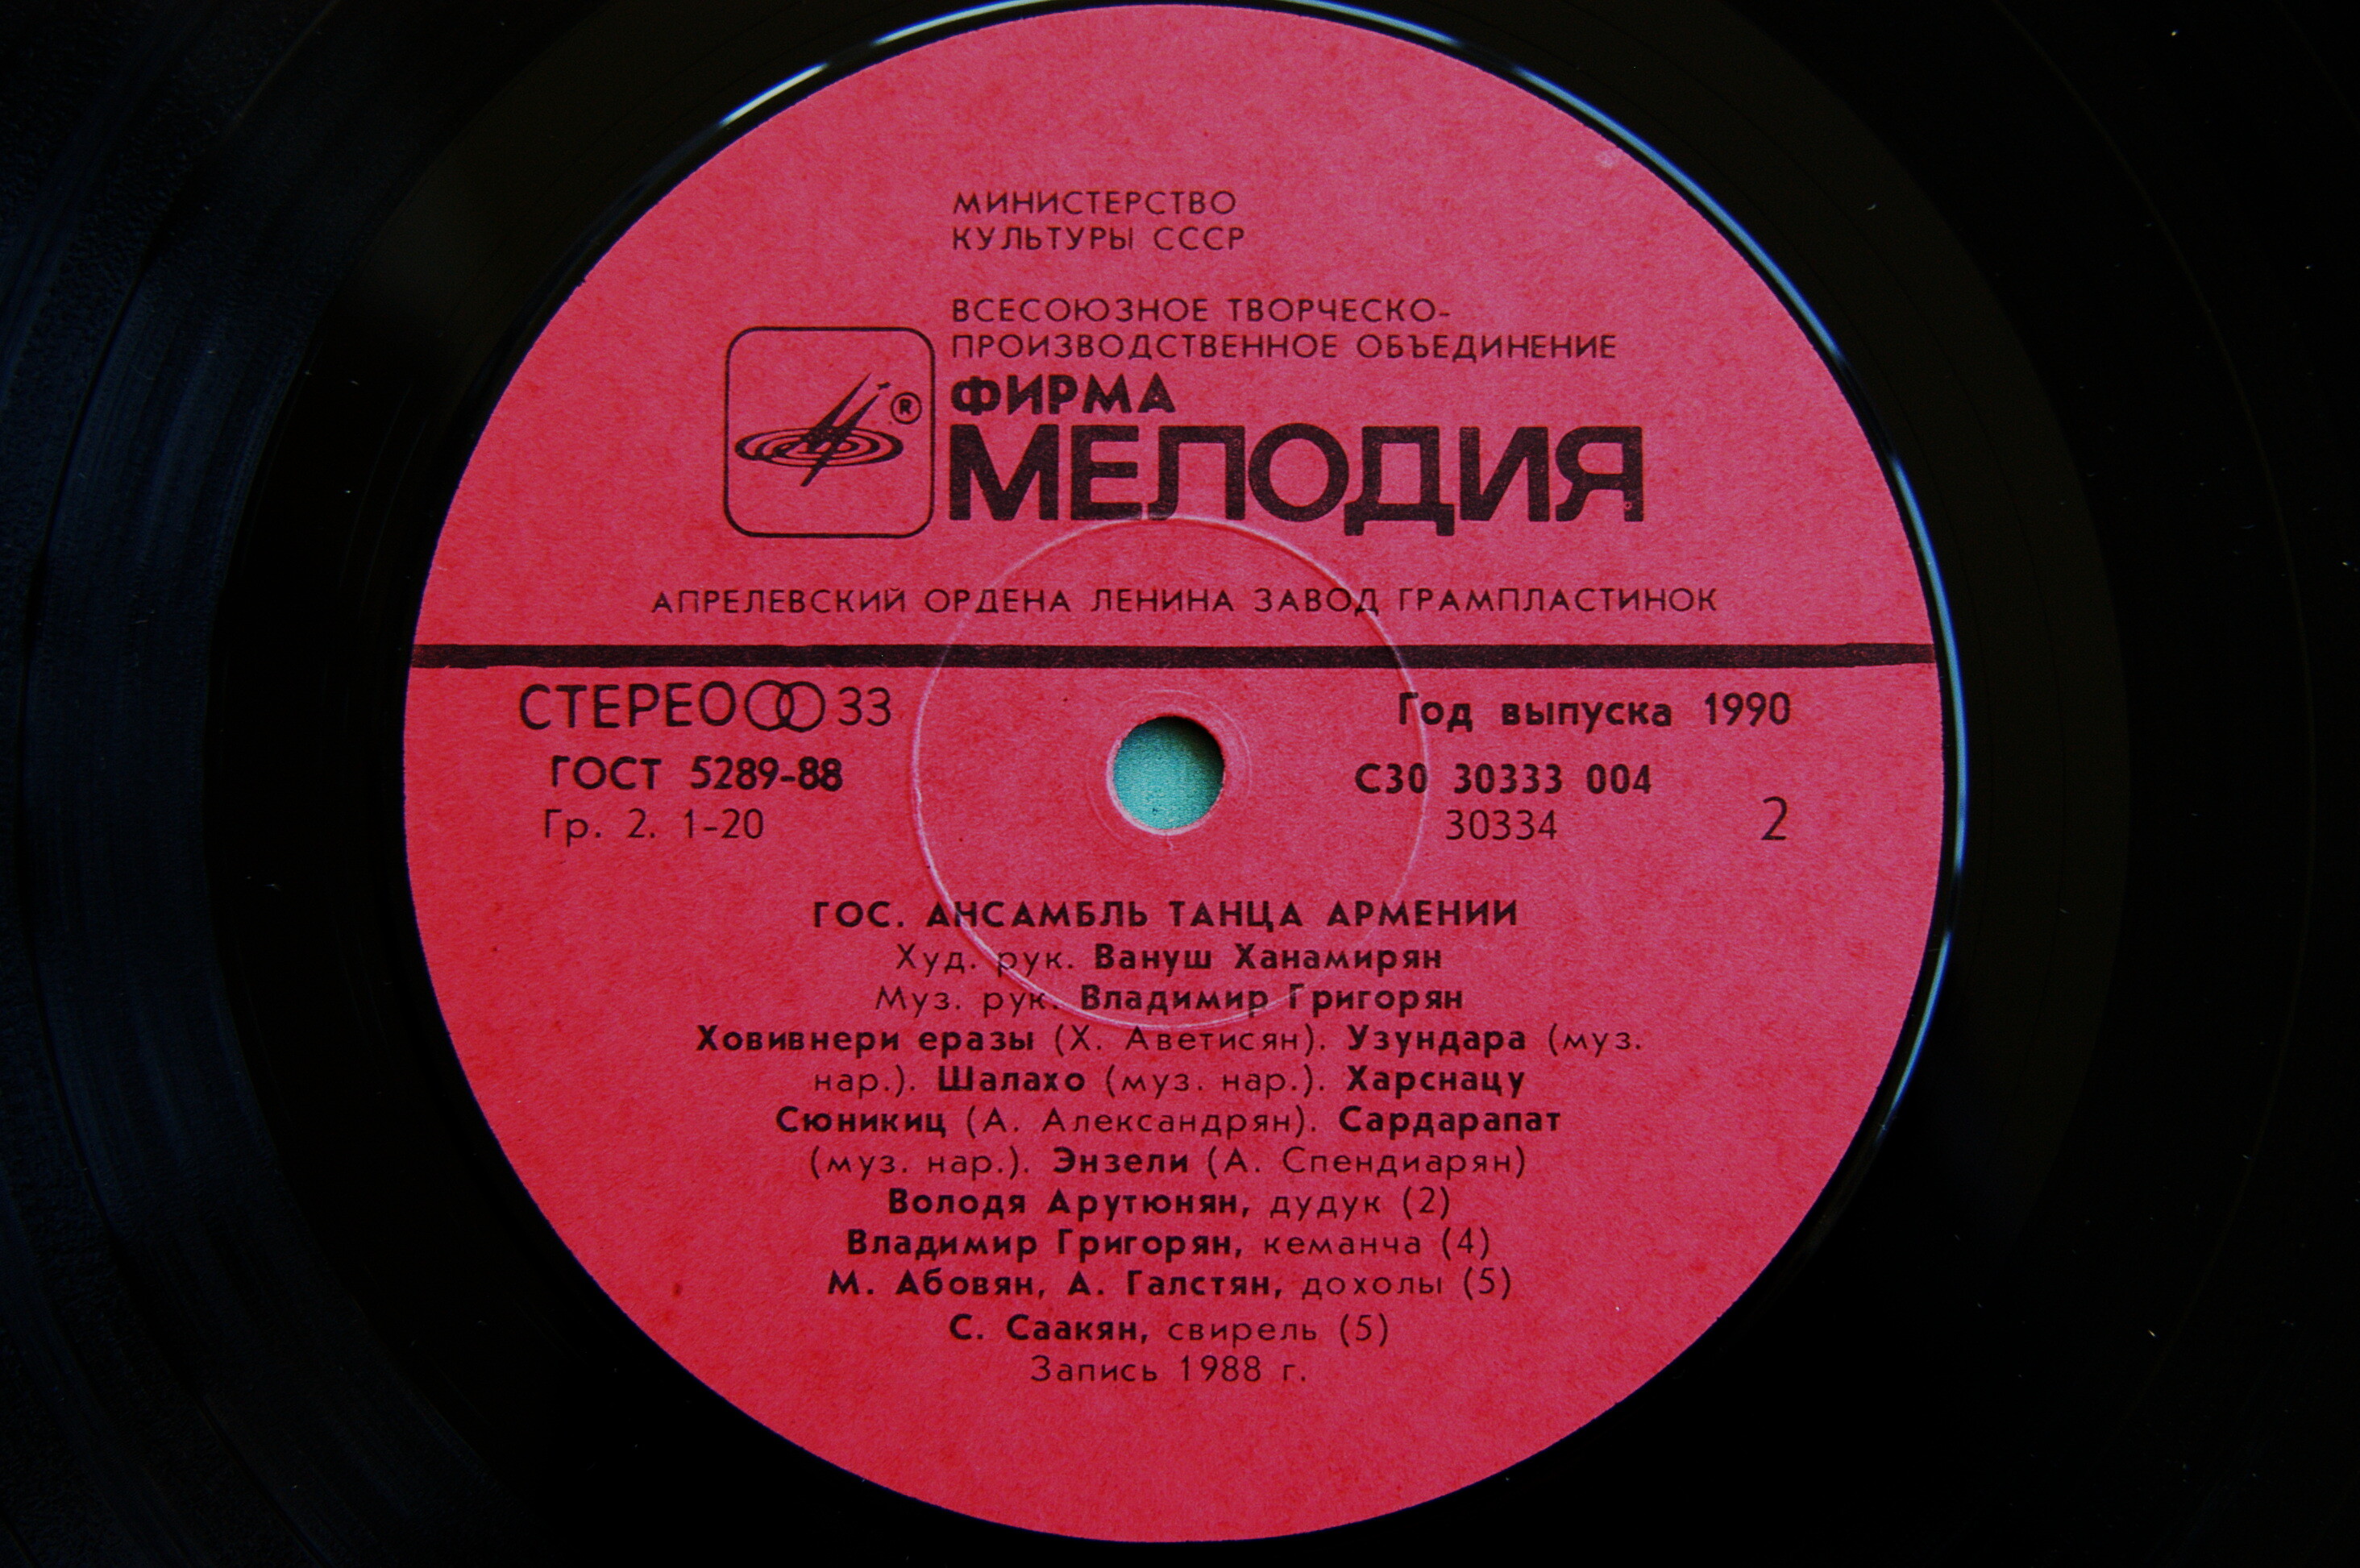 МИНИСТЕРСТВО
КУЛЬТУРЫ СССР
ВСЕСОЮЗНОЕ ТВОРЧЕСКО-
ПРОИЗВОДСТВЕННОЕ ОБЪЕДИНЕНИЕ
®
ФИРМА
МЕЛОДИЯ
АПРЕЛЕВСКИЙ ОРДЕНА ЛЕНИНА ЗАВОД ГРАМПЛАСТИНОК
СТЕРЕО 33
Год выпуска 1990
ГОСТ 5289-88
С30 30333 004
Гр. 2. 1-20
30334
2
ГОС. АНСАМБЛЬ ТАНЦА АРМЕНИИ
Худ. рук. Вануш Ханамирян
Муз. рук. Владимир Григорян
Ховивнери еразы (Х. Аветисян). Узундара (муз.
нар.). Шалахо (муз. нар.). Харснацу
Сюникиц (А. Александрян). Сардарапат
(муз. нар.). Энзели (А. Спендиарян)
Володя Арутюнян, дудук (2)
Владимир Григорян, кеманча (4)
М. Абовян, А. Галстян, дохолы (5)
С. Саакян, свирель (5)
Запись 1988 г.